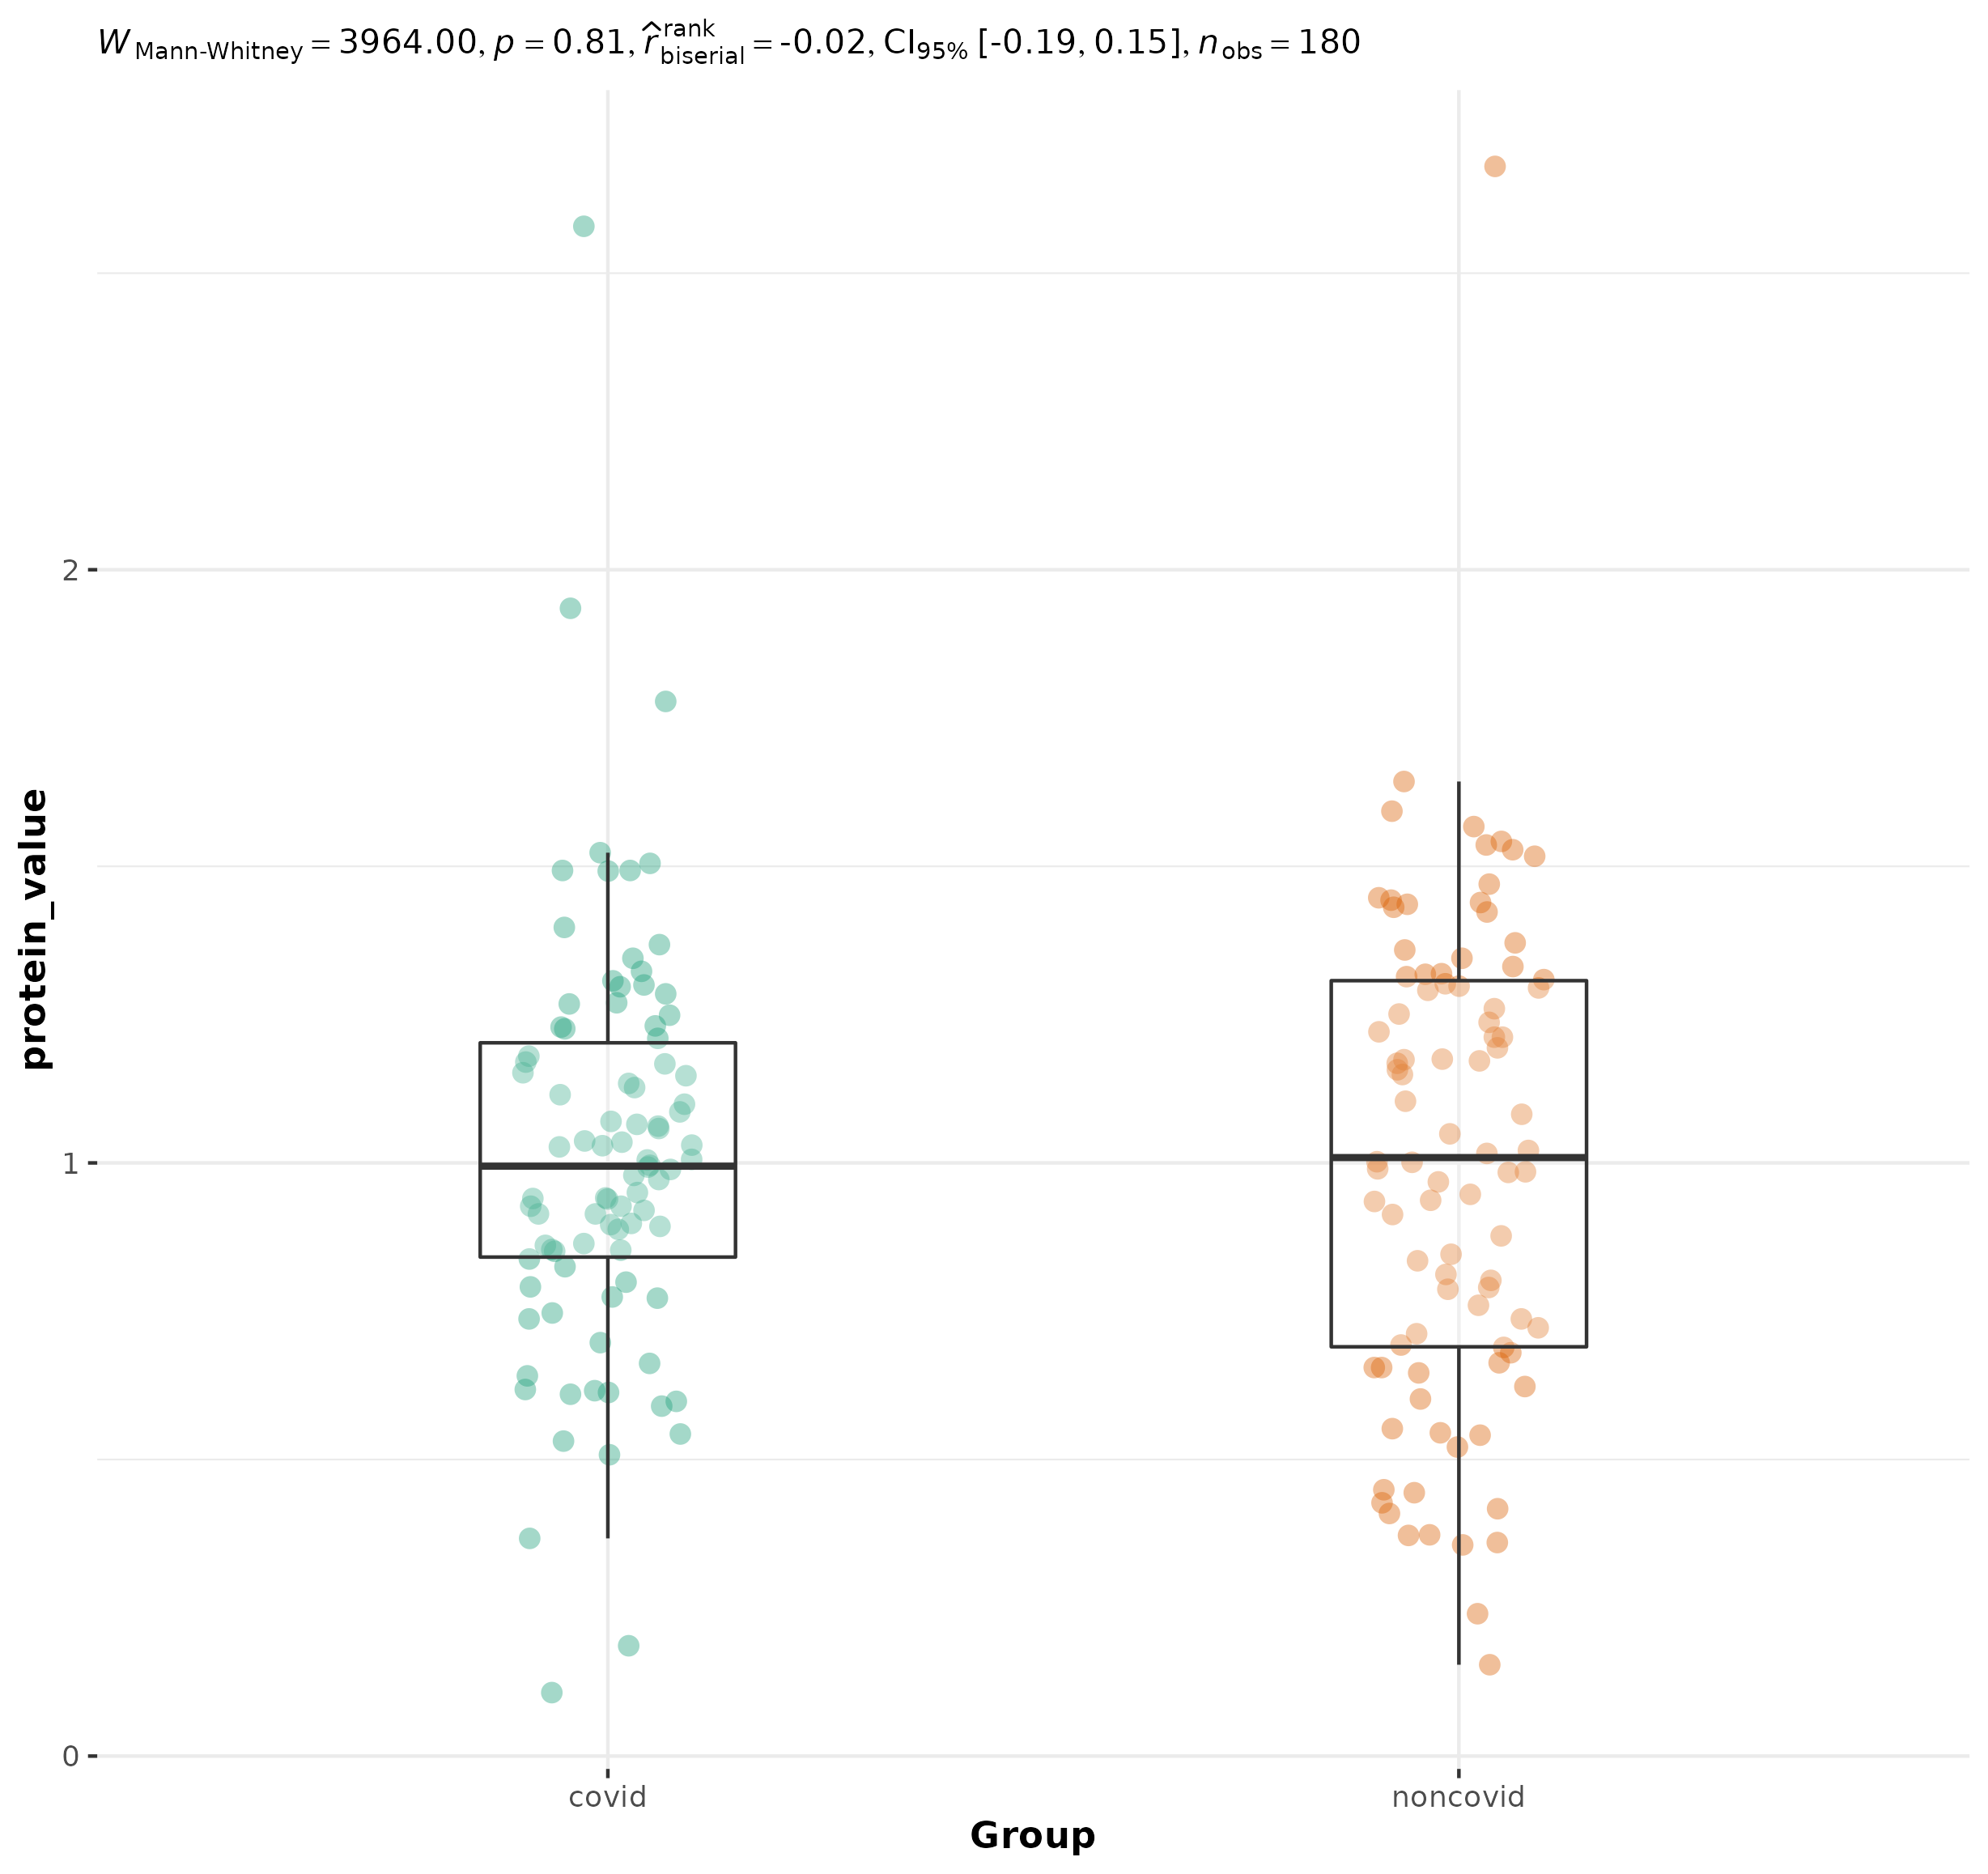 W Mann-Whitney = 3964.00, p = 0.81, r̂ rank biserial = -0.02, CI95% [-0.19, 0.15], nobs = 180
protein_value
2
1
0
covid noncovid
Group